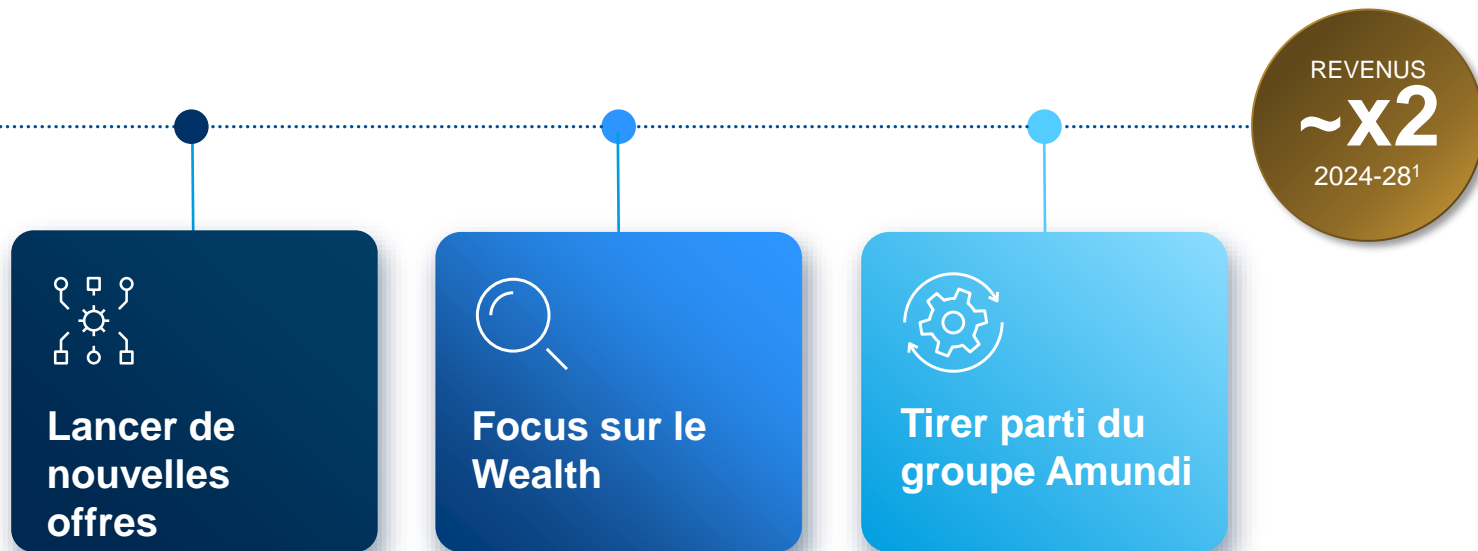 REVENUS
~x2
2024-28¹
Lancer de
nouvelles
offres
Focus sur le
Wealth
Tirer parti du
groupe Amundi